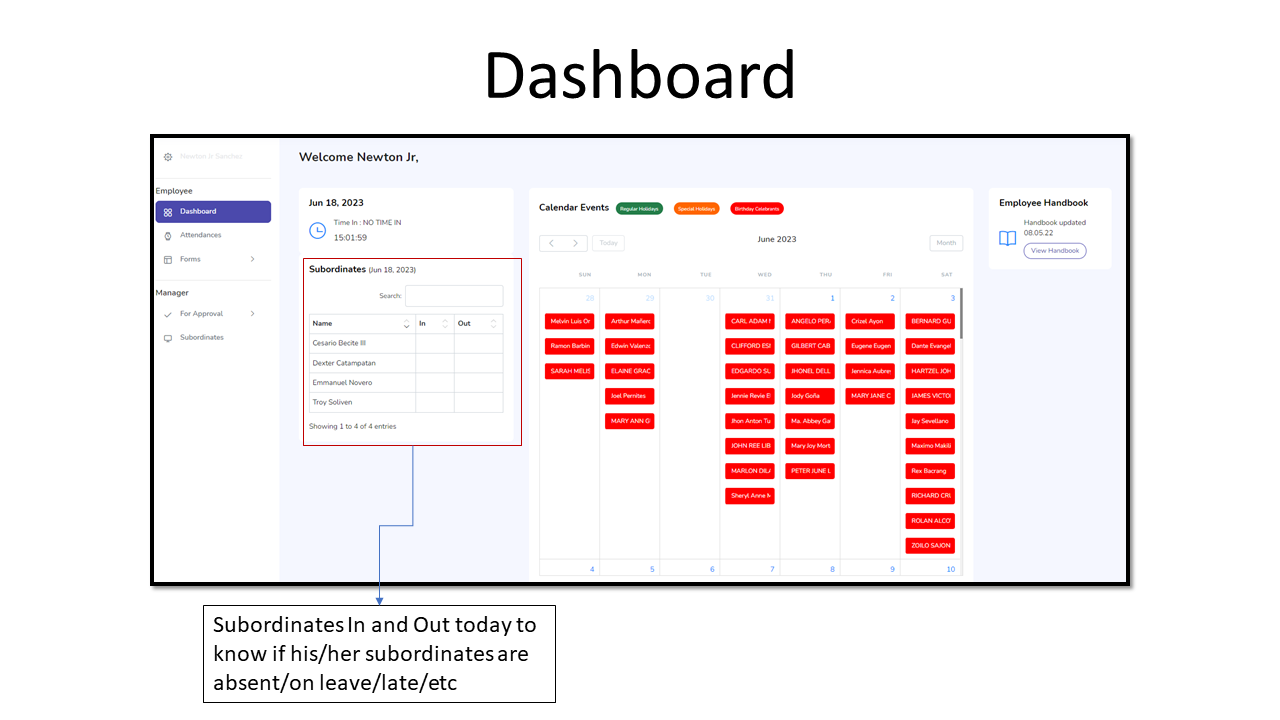 Dashboard
Newton Jr Sanchez
Employee
Dashboard
Attendances
Forms
Manager
For Approval
Subordinates
Welcome Newton Jr,
Jun 18, 2023
Time In : NO TIME IN
15:01:59
Subordinates (Jun 18, 2023)
Search:
Name In Out
Cesario Becite III
Dexter Catampatan
Emmanuel Novero
Troy Soliven
Showing 1 to 4 of 4 entries
Calendar Events Regular Holidays Special Holidays Birthday Celebrants
Today June 2023 Month
SUN MON TUE WED THU FRI SAT
28 29 30 31 1 2 3
Melvin Luis Or Arthur Mañero CARL ADAM ANGELO PER Crizel Ayon BERNARD GU
Ramon Barbin Edwin Valenz CLIFFORD ESI GILBERT CAB Eugene Eugen Dante Evangel
SARAH MELIS ELAINE GRAC EDGARDO SU JHONEL DELL Jennica Aubre HARTZEL JOH
Joel Pernites Jennie Revie E Jody Goña MARY JANE C JAMES VICTO
MARY ANN G Jhon Anton Tu Ma. Abbey Ga Jay Sevellano
JOHN REE LIB Mary Joy Mort Maximo Makili
MARLON DIL PETER JUNE L Rex Bacrang
Sheryl Anne M RICHARD CR
ROLAN ALCO
ZOILO SAJON
4 5 6 7 8 9 10
Employee Handbook
Handbook updated
08.05.22
View Handbook
Subordinates In and Out today to
know if his/her subordinates are
absent/on leave/late/etc